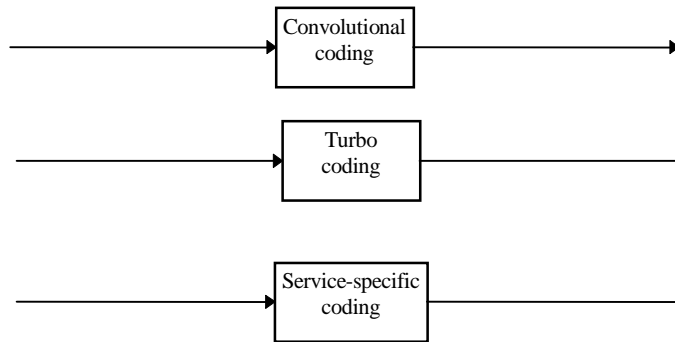 Convolutional
coding
Turbo
coding
Service-specific
coding